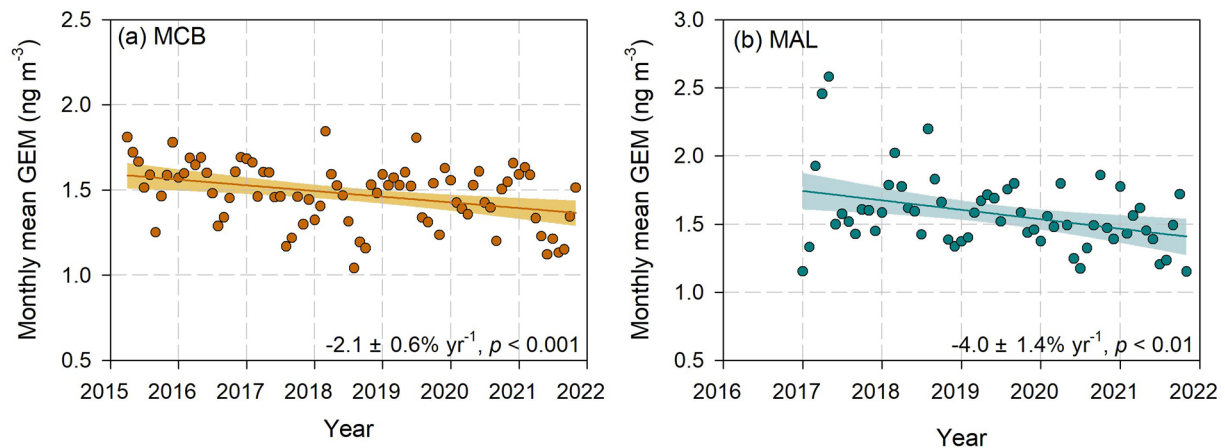 (a) MCB
Monthly mean GEM (ng m⁻³)
2.5
2.0
1.5
1.0
0.5
-2.1 ± 0.6% yr⁻¹, p < 0.001
2015 2016 2017 2018 2019 2020 2021 2022
Year
(b) MAL
Monthly mean GEM (ng m⁻³)
3.0
2.5
2.0
1.5
1.0
0.5
-4.0 ± 1.4% yr⁻¹, p < 0.01
2016 2017 2018 2019 2020 2021 2022
Year